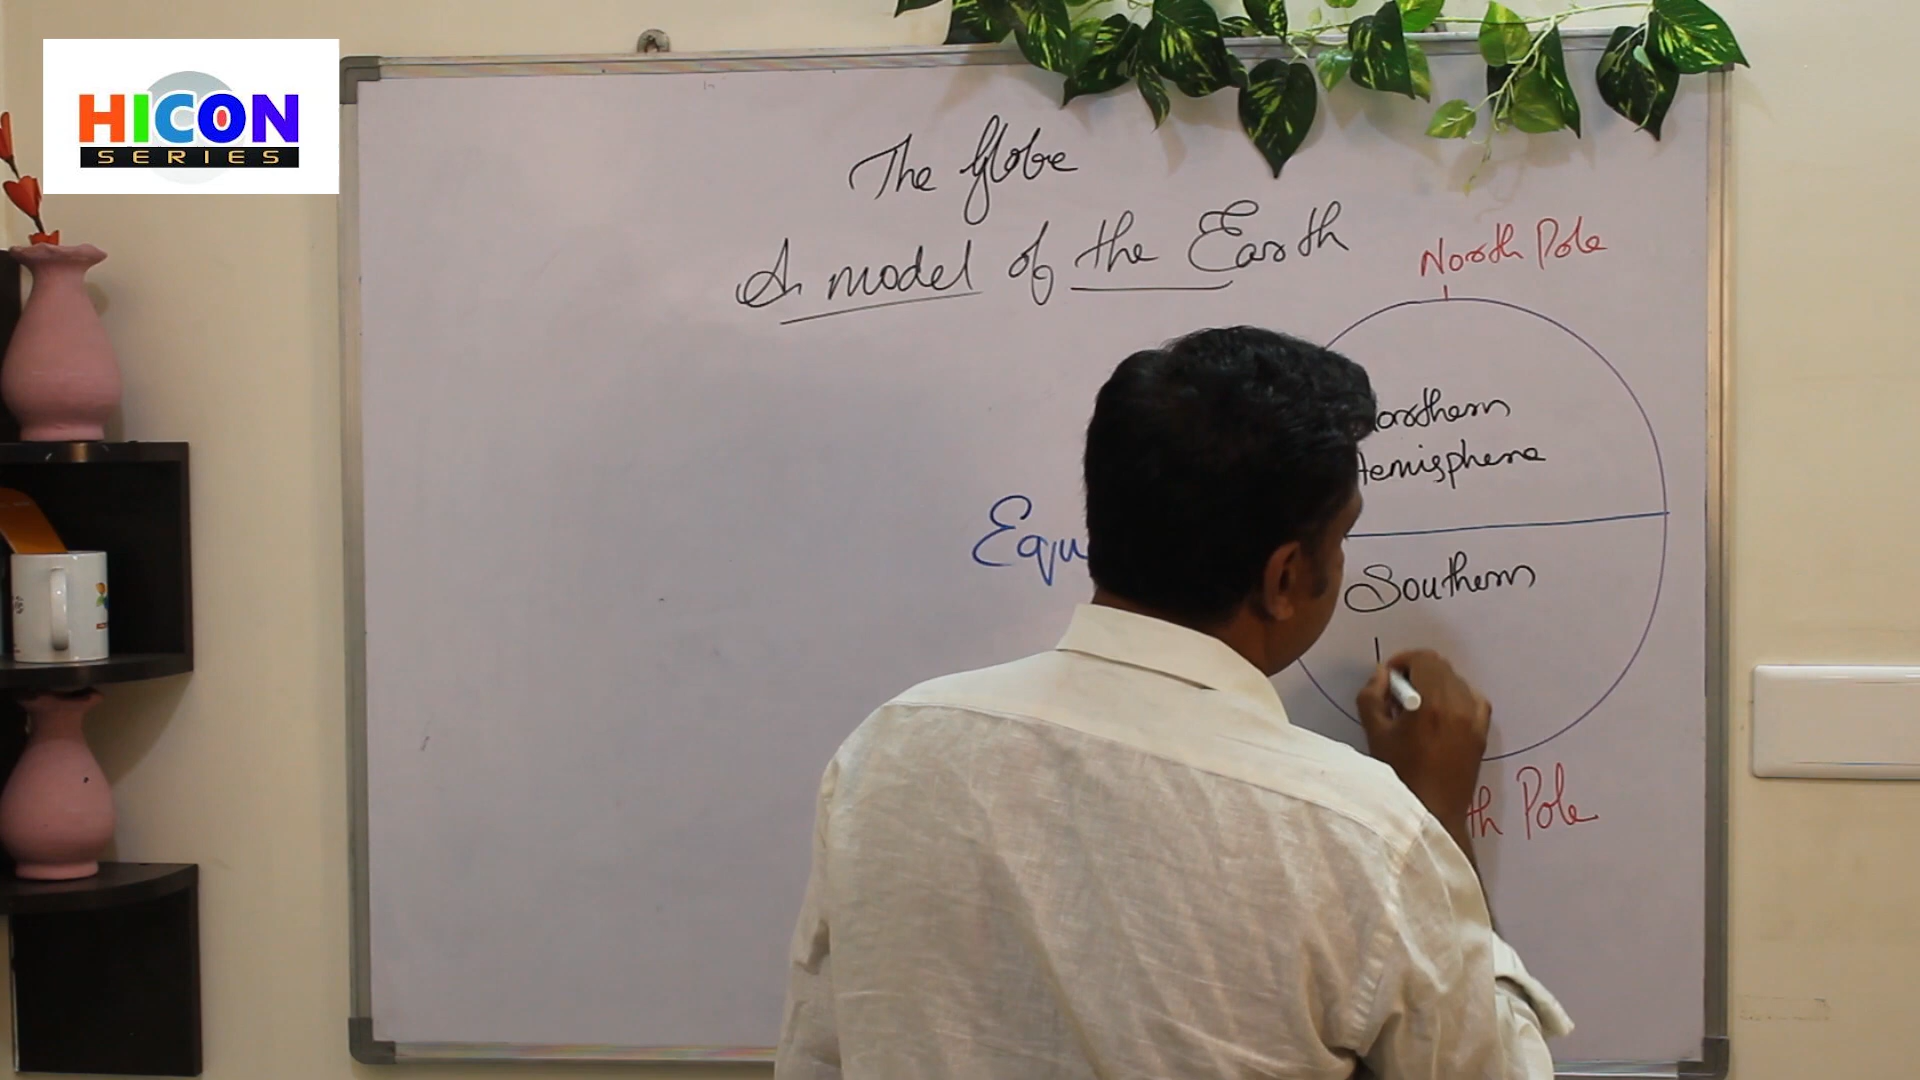 HICON
SERIES
The Globe
A model of the Earth
North Pole
Northern
Hemisphere
Equ
Southern
th Pole